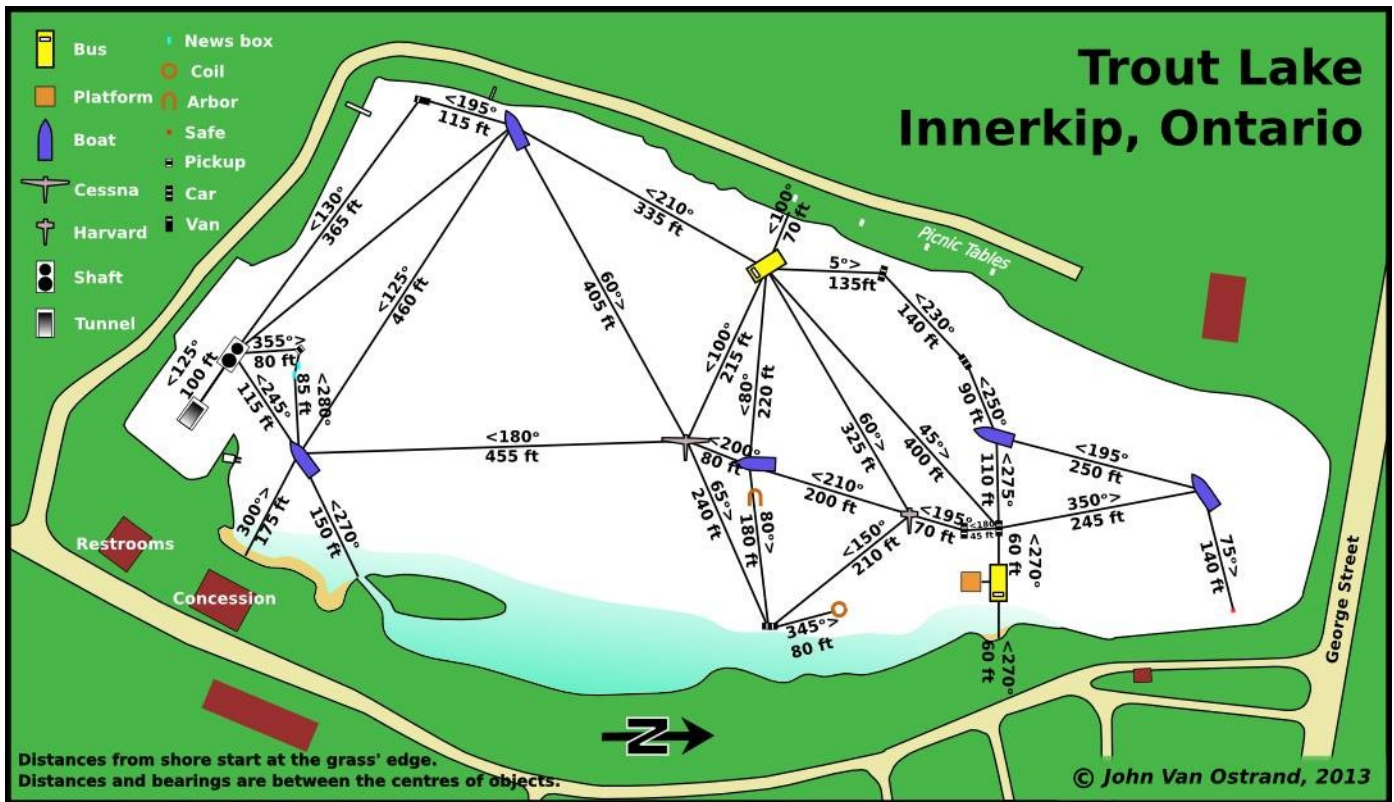 Trout Lake
Innerkip, Ontario
Bus
Platform
Boat
Cessna
Harvard
Shaft
Tunnel
News box
Coil
Arbor
Safe
Pickup
Car
Van
<195°
115 ft
<130°
365 ft
<210°
335 ft
<100°
70 ft
Picnic Tables
5°>
135ft
<230°
140 ft
<125°
460 ft
60°>
405 ft
<100°
215 ft
<80°
220 ft
<250°
90 ft
355°>
80 ft
<125°
100 ft
<245°
115 ft
<280°
85 ft
<180°
455 ft
<200°
80 ft
60°>
325 ft
45°>
400 ft
<275°
110 ft
<195°
250 ft
350°>
245 ft
<210°
200 ft
<195°
70 ft
<180
45 ft
65°>
240 ft
80°>
180 ft
<150°
210 ft
300°>
175 ft
<270°
150 ft
<270°
60 ft
75°>
140 ft
345°>
80 ft
<270°
60 ft
Restrooms
Concession
George Street
N
Distances from shore start at the grass' edge.
Distances and bearings are between the centres of objects.
© John Van Ostrand, 2013